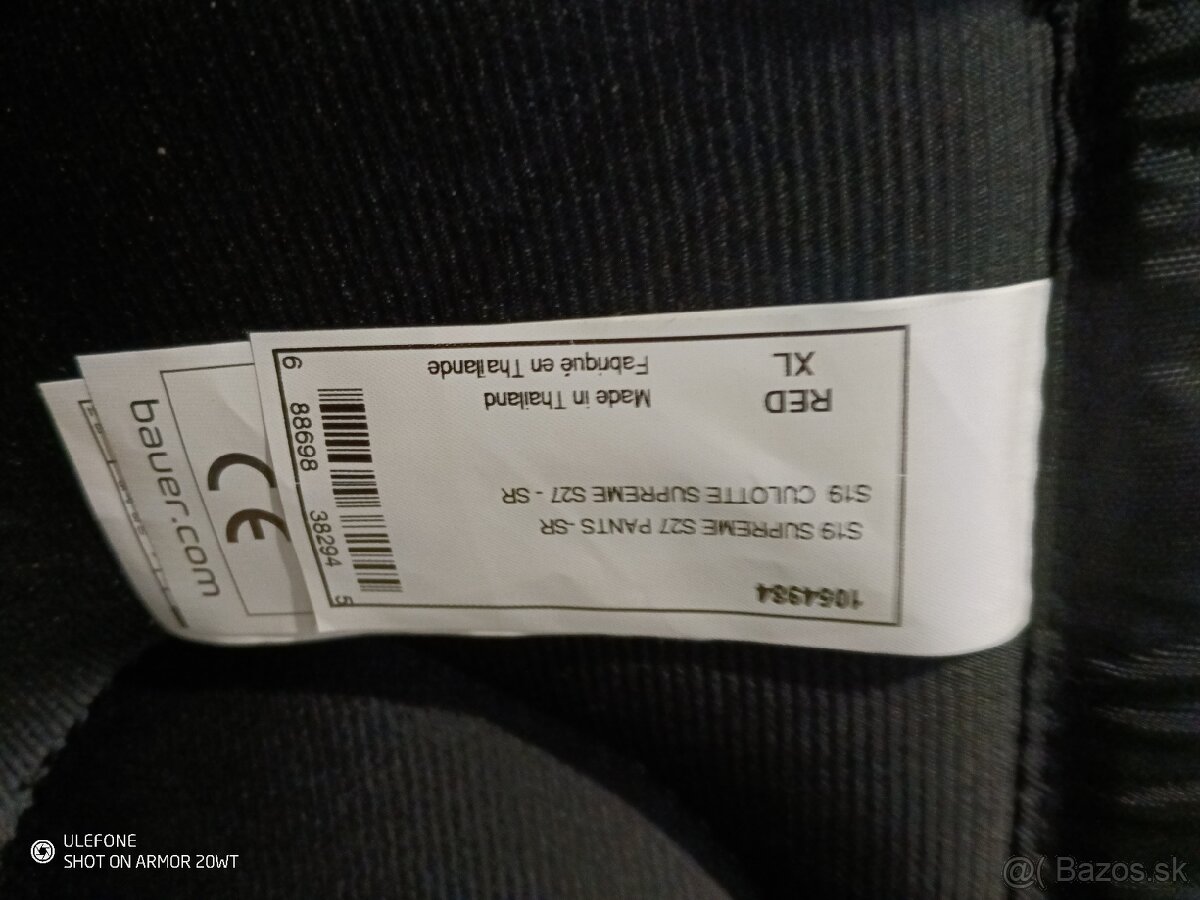 1064984
S19 SUPREME S27 PANTS -SR
S19 CULOTTE SUPREME S27 - SR
RED
XL
Made in Thailand
Fabriqué en Thaïlande
6 88698 38294 5
CE
bauer.com
ULEFONE
SHOT ON ARMOR 20WT
@( Bazos.sk